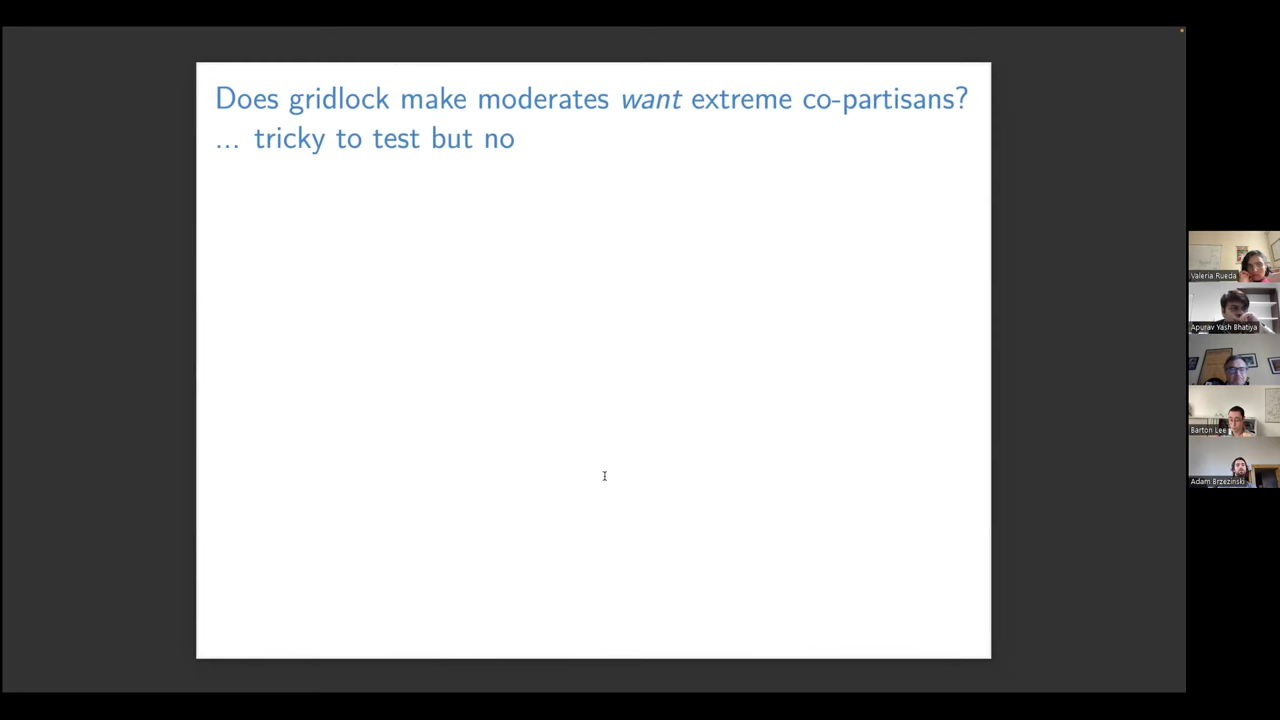 Does gridlock make moderates want extreme co-partisans?
... tricky to test but no
Valeria Rueda
Apurav Yash Bhatiya
Barton Lee
Adam Brzezinski